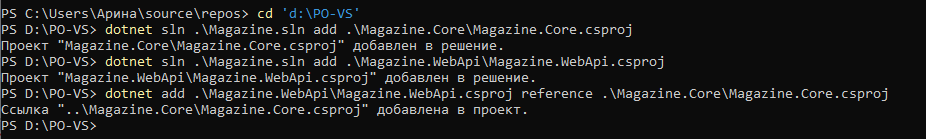 PS C:\Users\Арина\source\repos> cd 'd:\PO-VS'
PS D:\PO-VS> dotnet sln .\Magazine.sln add .\Magazine.Core\Magazine.Core.csproj
Проект "Magazine.Core\Magazine.Core.csproj" добавлен в решение.
PS D:\PO-VS> dotnet sln .\Magazine.sln add .\Magazine.WebApi\Magazine.WebApi.csproj
Проект "Magazine.WebApi\Magazine.WebApi.csproj" добавлен в решение.
PS D:\PO-VS> dotnet add .\Magazine.WebApi\Magazine.WebApi.csproj reference .\Magazine.Core\Magazine.Core.csproj
Ссылка "..\Magazine.Core\Magazine.Core.csproj" добавлена в проект.
PS D:\PO-VS>